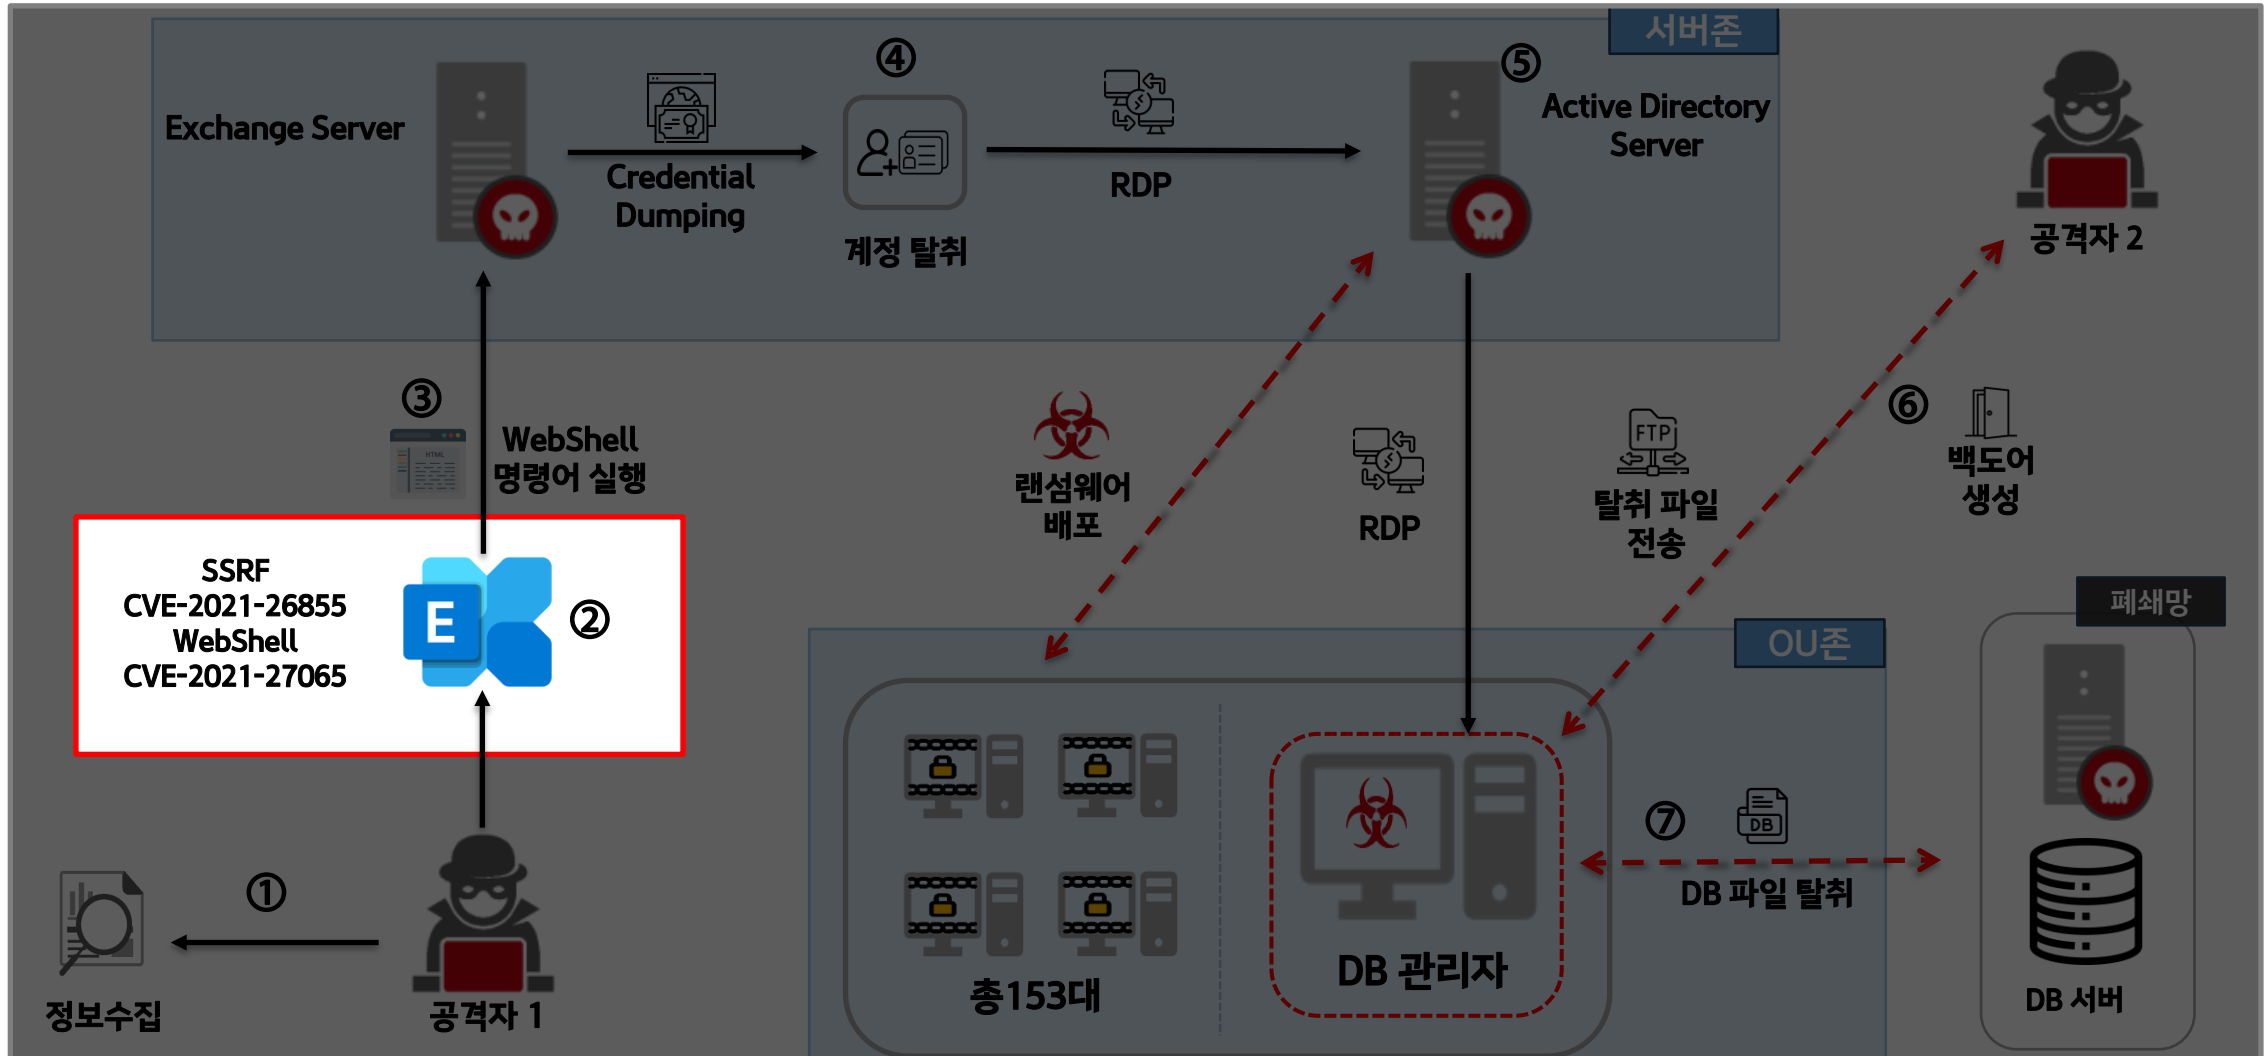 서버존
④
⑤
Exchange Server
Active Directory
Server
Credential
Dumping
RDP
계정 탈취
공격자 2
③
HTML
WebShell
명령어 실행
랜섬웨어
배포
RDP
FTP
탈취 파일
전송
⑥
백도어
생성
SSRF
CVE-2021-26855
WebShell
CVE-2021-27065
E
②
OU존
폐쇄망
①
정보수집
공격자 1
총153대
DB 관리자
⑦
DB
DB 파일 탈취
DB 서버